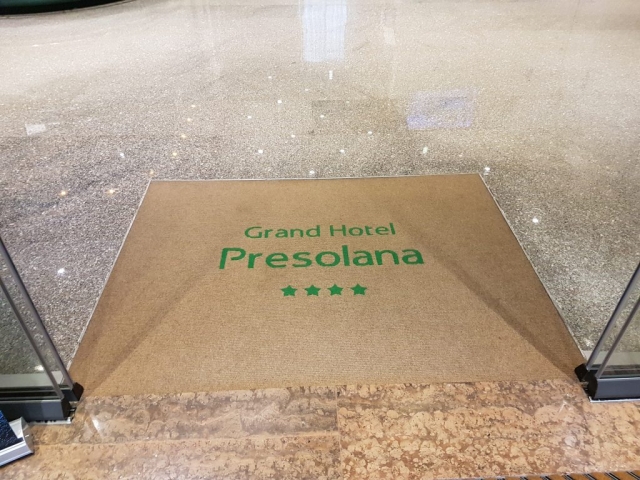 Grand Hotel
Presolana
★★★★